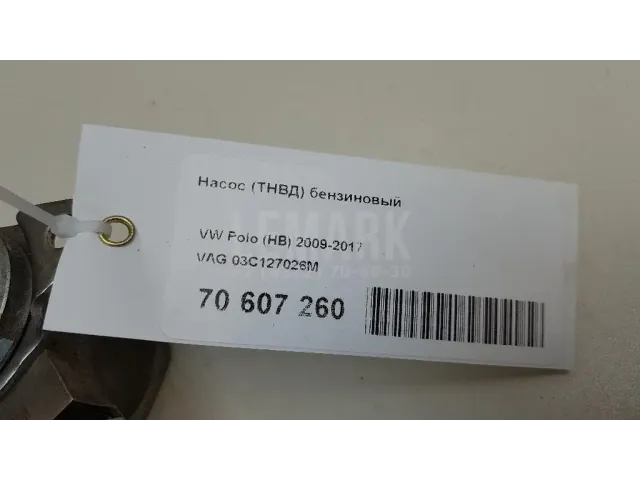 Насос (ТНВД) бензиновый
LEMARK
VW Polo (HB) 2009-2017
VAG 03C127026M
70 607 260